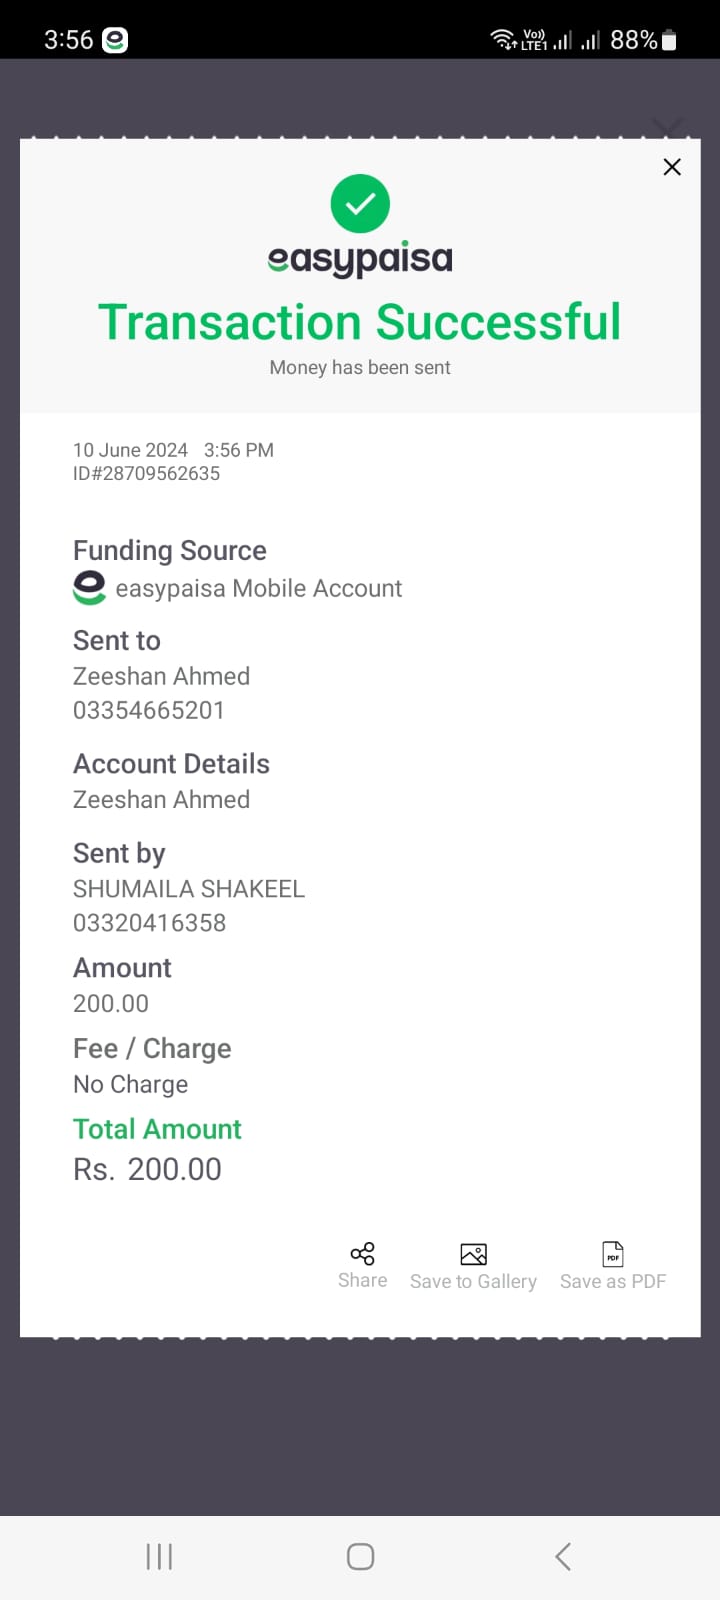 3:56
Vo)) LTE1 88%
easypaisa
Transaction Successful
Money has been sent
10 June 2024 3:56 PM
ID#28709562635
Funding Source
easypaisa Mobile Account
Sent to
Zeeshan Ahmed
03354665201
Account Details
Zeeshan Ahmed
Sent by
SHUMAILA SHAKEEL
03320416358
Amount
200.00
Fee / Charge
No Charge
Total Amount
Rs. 200.00
PDF
Share Save to Gallery Save as PDF